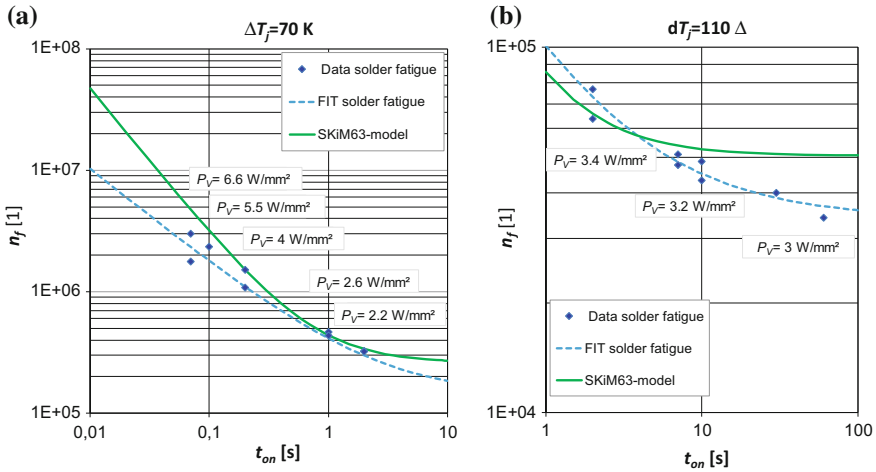 (a)
ΔTj=70 K
1E+08
1E+07
1E+06
1E+05
nf [1]
Data solder fatigue
FIT solder fatigue
SKiM63-model
PV = 6.6 W/mm²
PV = 5.5 W/mm²
PV = 4 W/mm²
PV = 2.6 W/mm²
PV = 2.2 W/mm²
0,01 0,1 1 10
ton [s]
(b)
dTj=110 Δ
1E+05
1E+04
nf [1]
PV = 3.4 W/mm²
PV = 3.2 W/mm²
PV = 3 W/mm²
Data solder fatigue
FIT solder fatigue
SKiM63-model
1 10 100
ton [s]